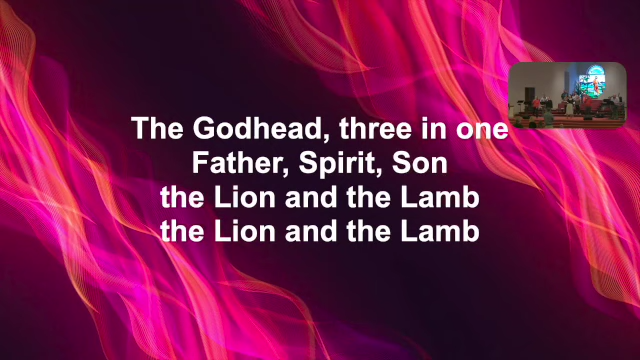 The Godhead, three in one
Father, Spirit, Son
the Lion and the Lamb
the Lion and the Lamb